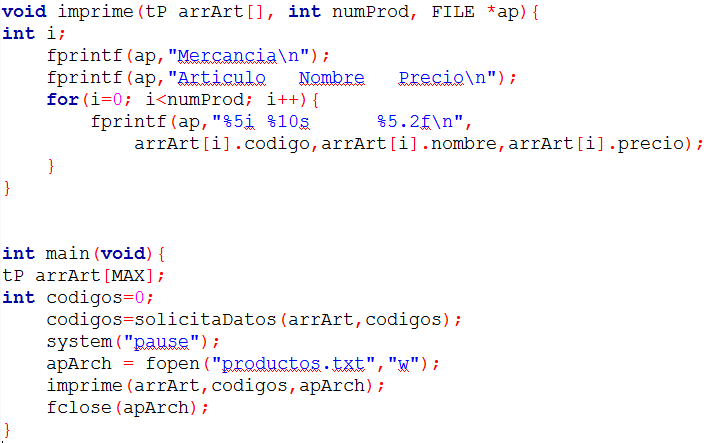 void imprime(tP arrArt[], int numProd, FILE *ap){
int i;
    fprintf(ap,"Mercancia\n");
    fprintf(ap,"Articulo   Nombre   Precio\n");
    for(i=0; i<numProd; i++){
        fprintf(ap,"%5i %10s      %5.2f\n",
            arrArt[i].codigo,arrArt[i].nombre,arrArt[i].precio);
    }
}
int main(void){
tP arrArt[MAX];
int codigos=0;
    codigos=solicitaDatos(arrArt,codigos);
    system("pause");
    apArch = fopen("productos.txt","w");
    imprime(arrArt,codigos,apArch);
    fclose(apArch);
}